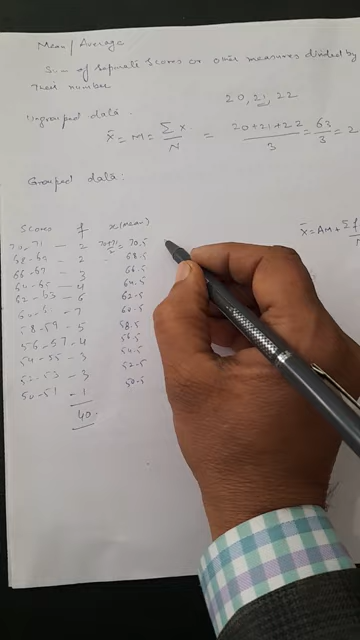 Mean / Average
Sum of separate scores or other measures divided by
their number
20, 21, 22
Ungrouped data.
X̄ = M = ΣX / N = 20+21+22 / 3 = 63 / 3 = 2
Grouped data:
Scores f x (mean)
70-71 - 2 70+71/2 = 70.5
68-69 - 2 68.5
66-67 - 3 66.5
64-65 - 4 64.5
62-63 - 6 62.5
60-61 - 7 60.5
58-59 - 5 58.5
56-57 - 4 56.5
54-55 - 3 54.5
52-53 - 3 52.5
50-51 - 1 50.5
40
X̄ = AM + Σf